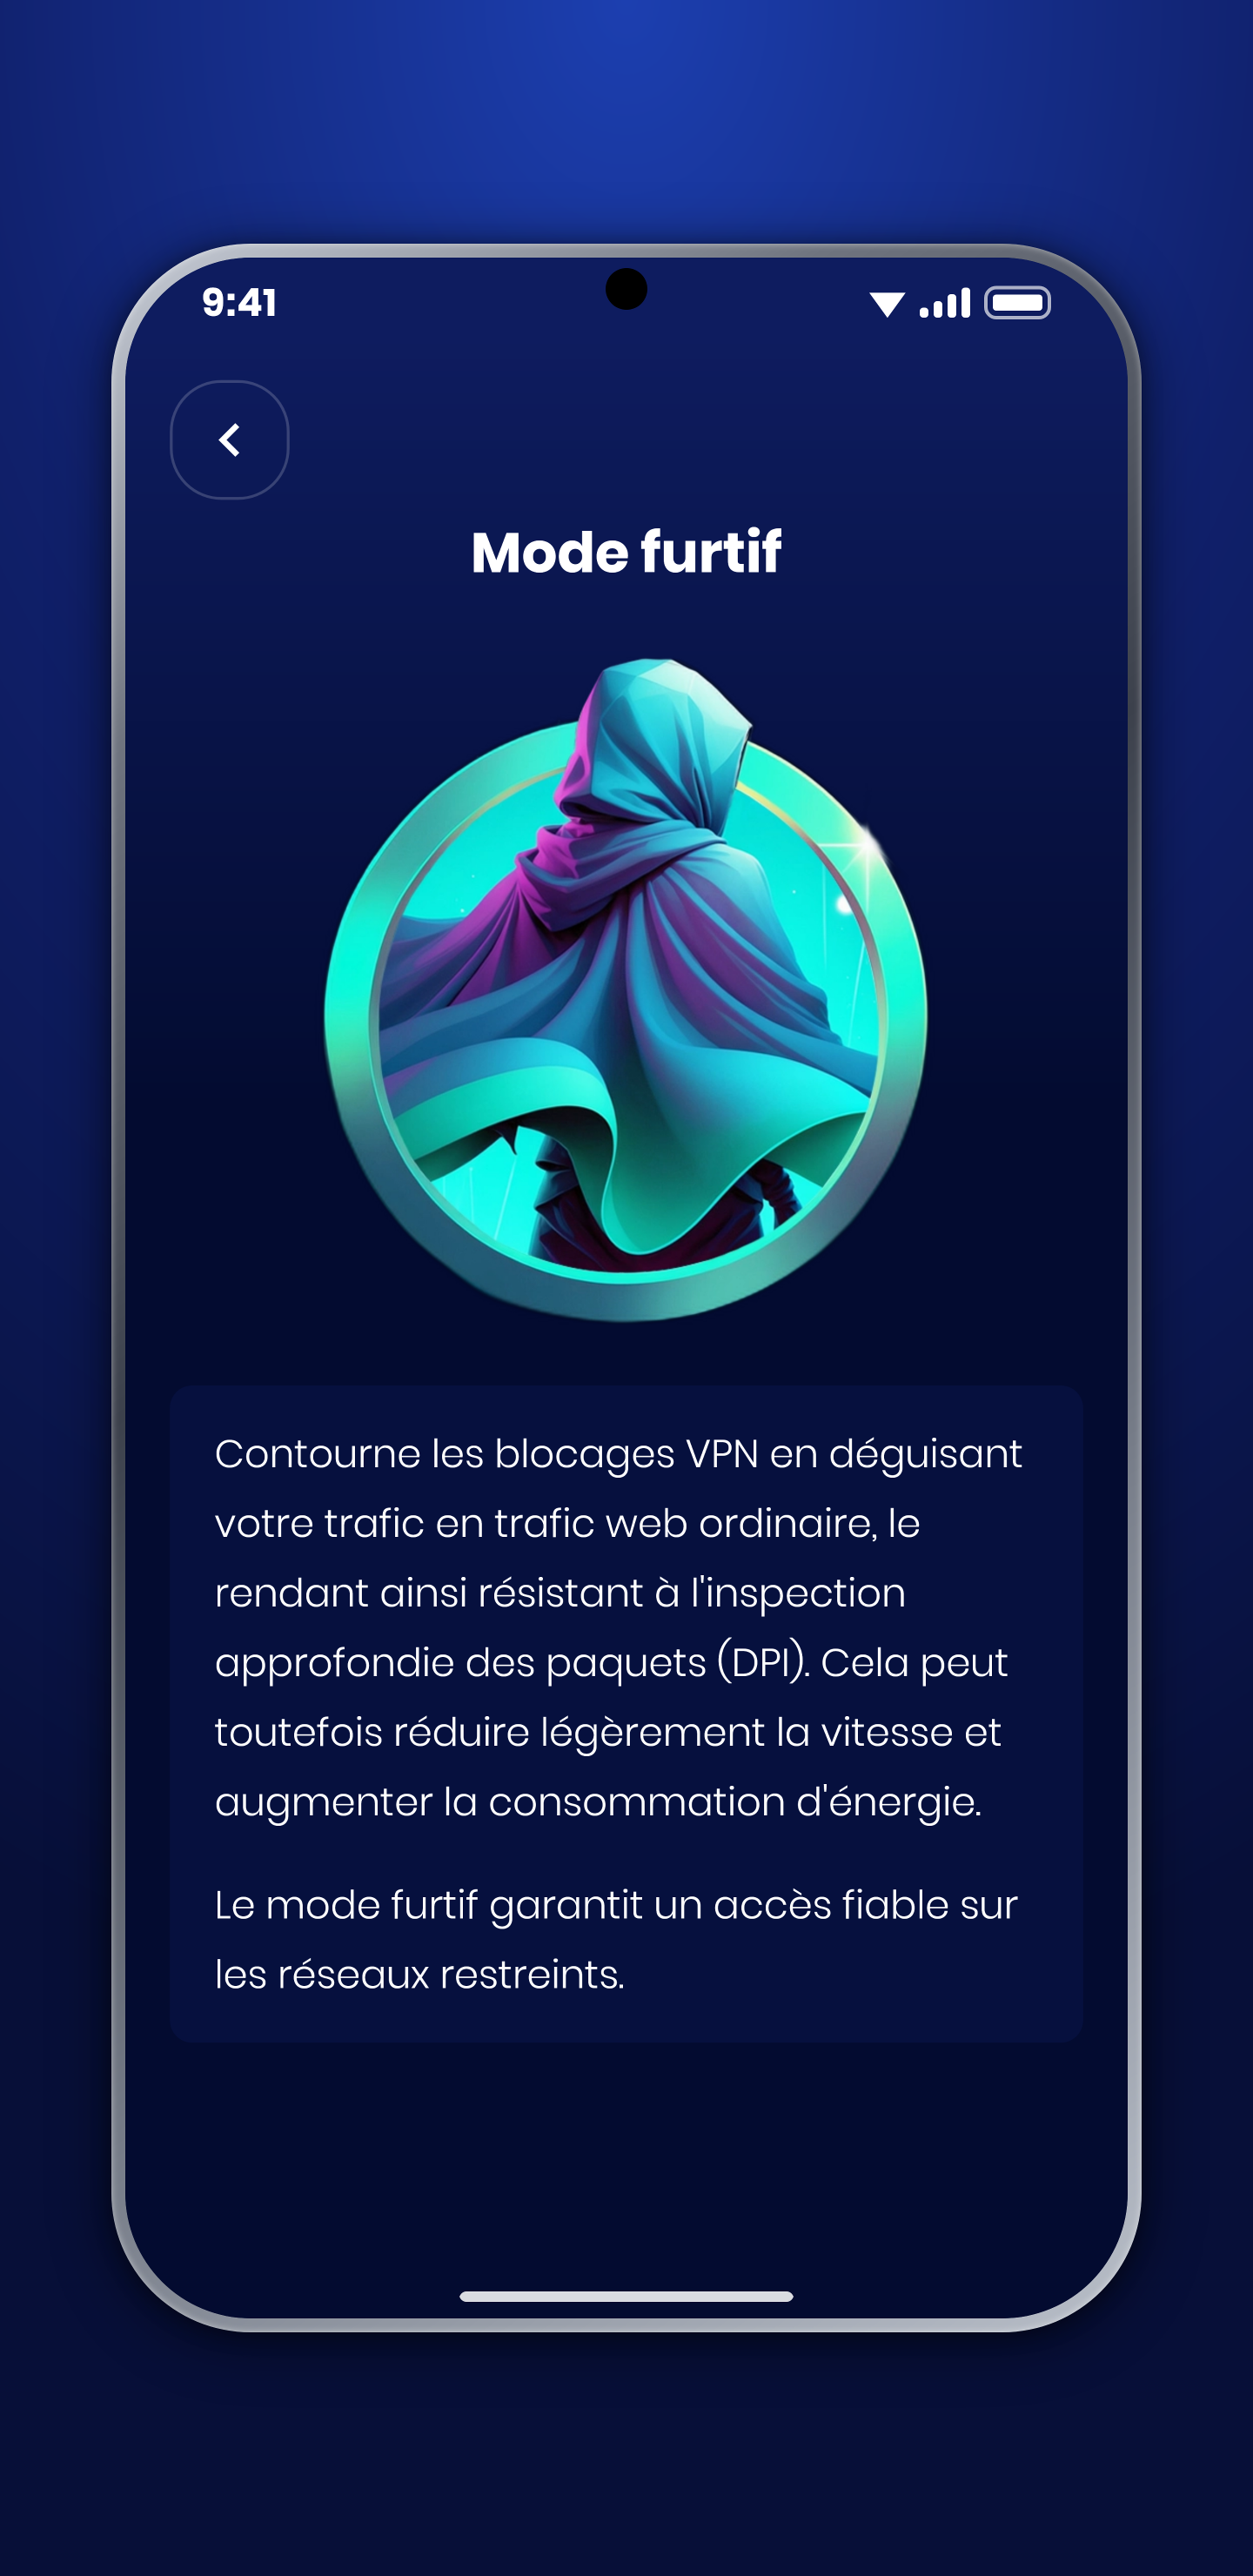 9:41
Mode furtif
Contourne les blocages VPN en déguisant
votre trafic en trafic web ordinaire, le
rendant ainsi résistant à l'inspection
approfondie des paquets (DPI). Cela peut
toutefois réduire légèrement la vitesse et
augmenter la consommation d'énergie.
Le mode furtif garantit un accès fiable sur
les réseaux restreints.